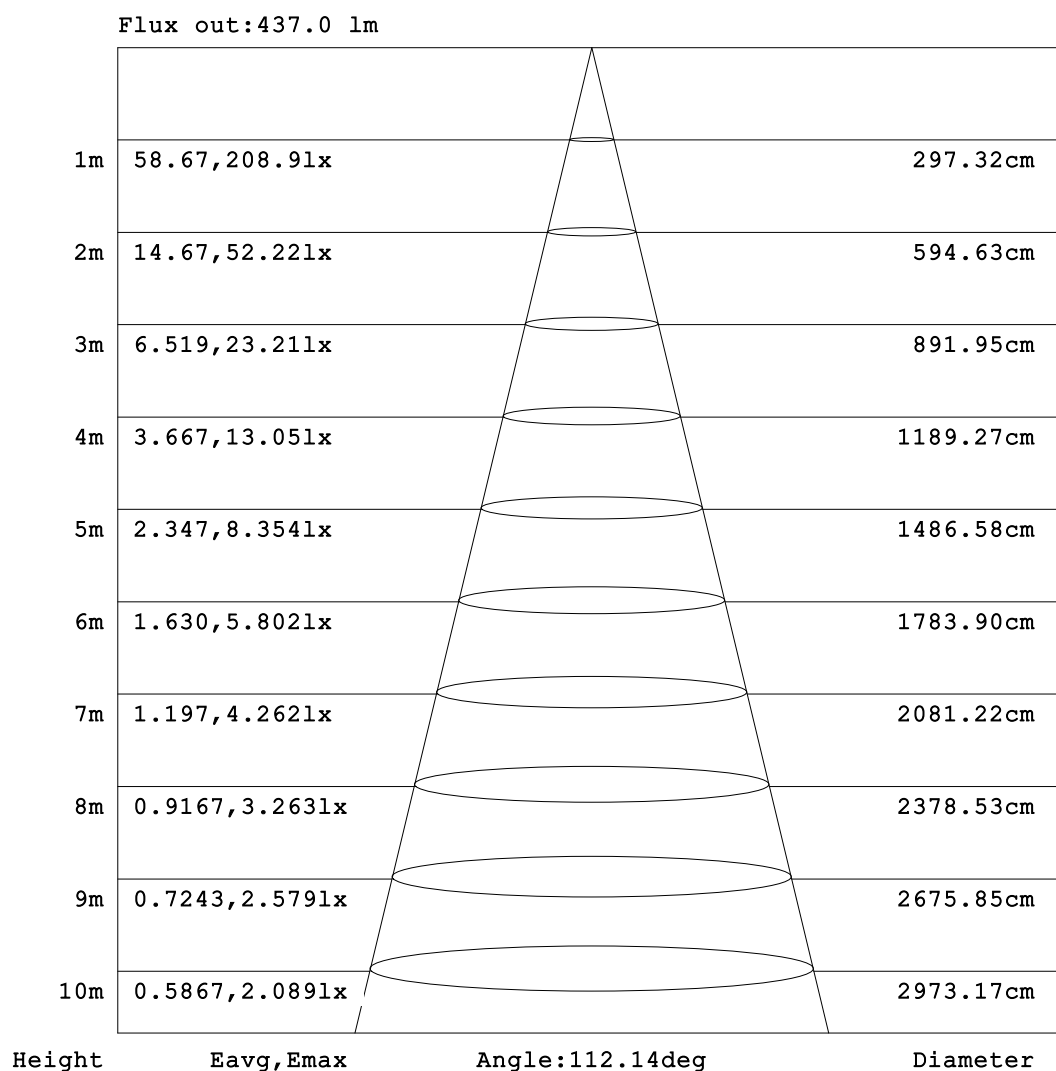 Flux out:437.0 lm
1m 58.67,208.9lx 297.32cm
2m 14.67,52.22lx 594.63cm
3m 6.519,23.21lx 891.95cm
4m 3.667,13.05lx 1189.27cm
5m 2.347,8.354lx 1486.58cm
6m 1.630,5.802lx 1783.90cm
7m 1.197,4.262lx 2081.22cm
8m 0.9167,3.263lx 2378.53cm
9m 0.7243,2.579lx 2675.85cm
10m 0.5867,2.089lx 2973.17cm
Height Eavg,Emax Angle:112.14deg Diameter